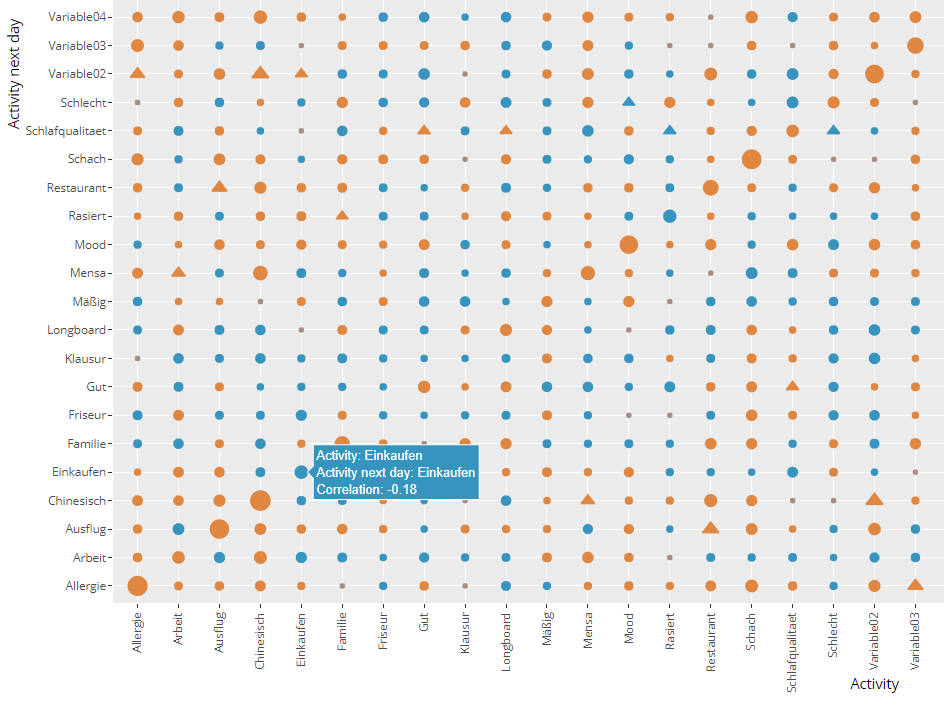 Activity next day
Variable04
Variable03
Variable02
Schlecht
Schlafqualitaet
Schach
Restaurant
Rasiert
Mood
Mensa
Mäßig
Longboard
Klausur
Gut
Friseur
Familie
Einkaufen
Chinesisch
Ausflug
Arbeit
Allergie
Activity: Einkaufen
Activity next day: Einkaufen
Correlation: -0.18
Allergie
Arbeit
Ausflug
Chinesisch
Einkaufen
Familie
Friseur
Gut
Klausur
Longboard
Mäßig
Mensa
Mood
Rasiert
Restaurant
Schach
Schlafqualitaet
Schlecht
Variable02
Variable03
Activity